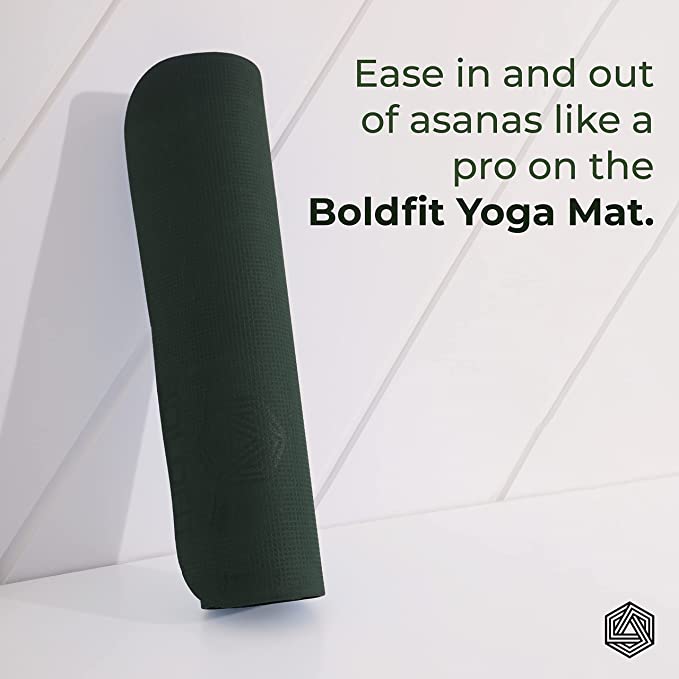 Ease in and out
of asanas like a
pro on the
Boldfit Yoga Mat.